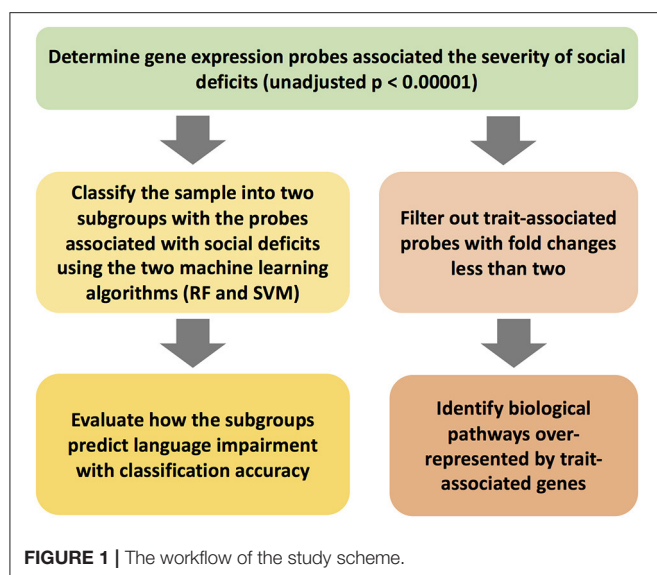 Determine gene expression probes associated the severity of social
deficits (unadjusted p < 0.00001)
Classify the sample into two
subgroups with the probes
associated with social deficits
using the two machine learning
algorithms (RF and SVM)
Filter out trait-associated
probes with fold changes
less than two
Evaluate how the subgroups
predict language impairment
with classification accuracy
Identify biological
pathways over-
represented by trait-
associated genes
FIGURE 1 | The workflow of the study scheme.